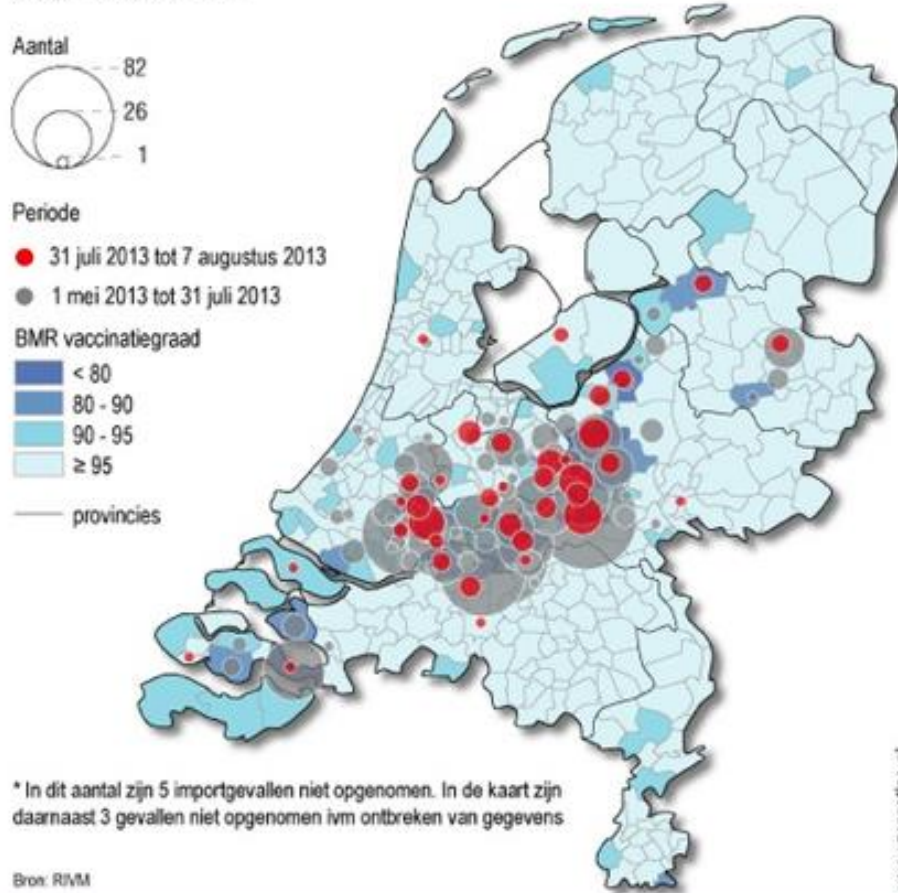 Aantal
82
26
1
Periode
31 juli 2013 tot 7 augustus 2013
1 mei 2013 tot 31 juli 2013
BMR vaccinatiegraad
< 80
80 - 90
90 - 95
≥ 95
provincies
* In dit aantal zijn 5 importgevallen niet opgenomen. In de kaart zijn
daarnaast 3 gevallen niet opgenomen ivm ontbreken van gegevens
Bron: RIVM